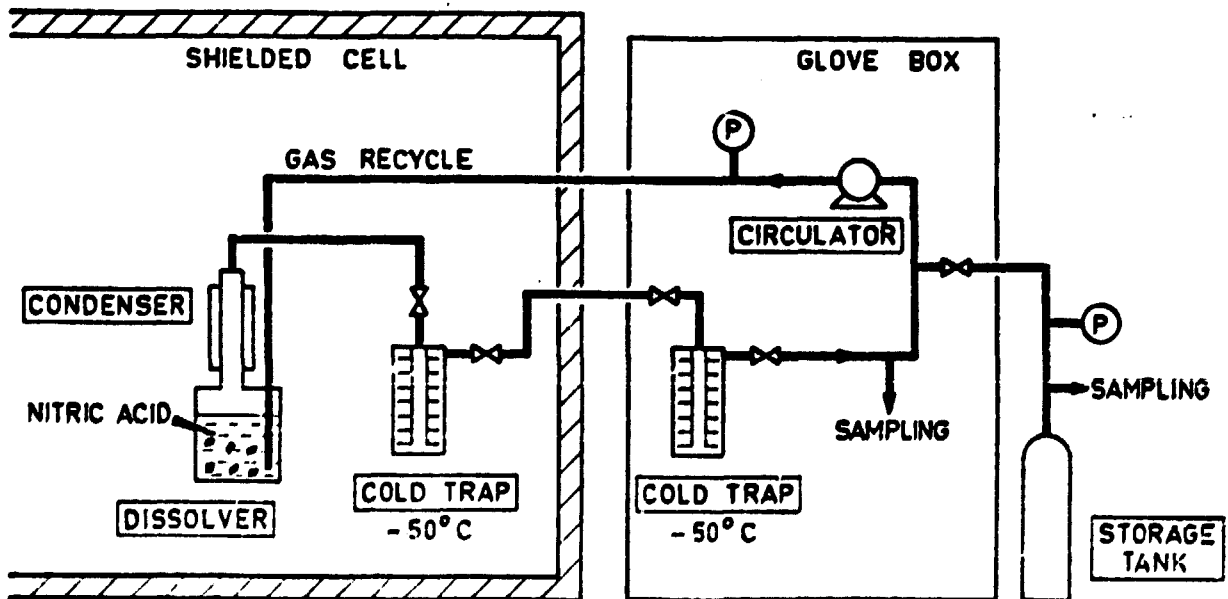 SHIELDED CELL
GLOVE BOX
P
GAS RECYCLE
CIRCULATOR
CONDENSER
P
NITRIC ACID
SAMPLING
SAMPLING
COLD TRAP
-50°C
COLD TRAP
-50°C
DISSOLVER
STORAGE
TANK